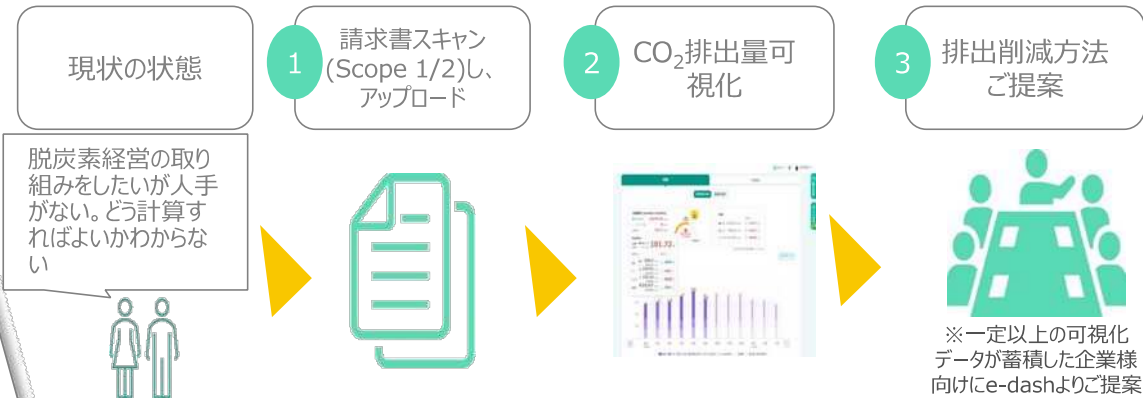 現状の状態
1
請求書スキャン
(Scope 1/2)し、
アップロード
2
CO₂排出量可
視化
3
排出削減方法
ご提案
脱炭素経営の取り
組みをしたいが人手
がない。どう計算す
ればよいかわからな
い
※一定以上の可視化
データが蓄積した企業様
向けにe-dashよりご提案